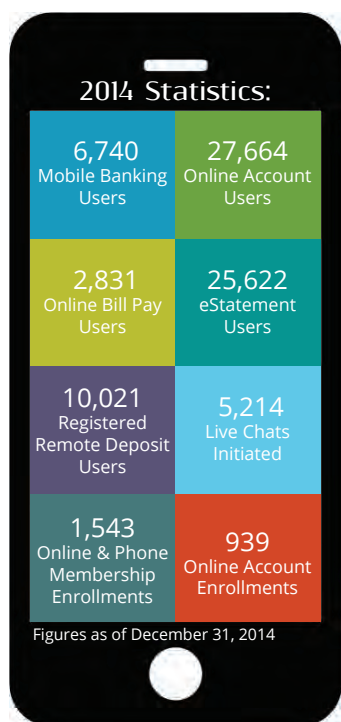 2014 Statistics:
6,740
Mobile Banking
Users
27,664
Online Account
Users
2,831
Online Bill Pay
Users
25,622
eStatement
Users
10,021
Registered
Remote Deposit
Users
5,214
Live Chats
Initiated
1,543
Online & Phone
Membership
Enrollments
939
Online Account
Enrollments
Figures as of December 31, 2014